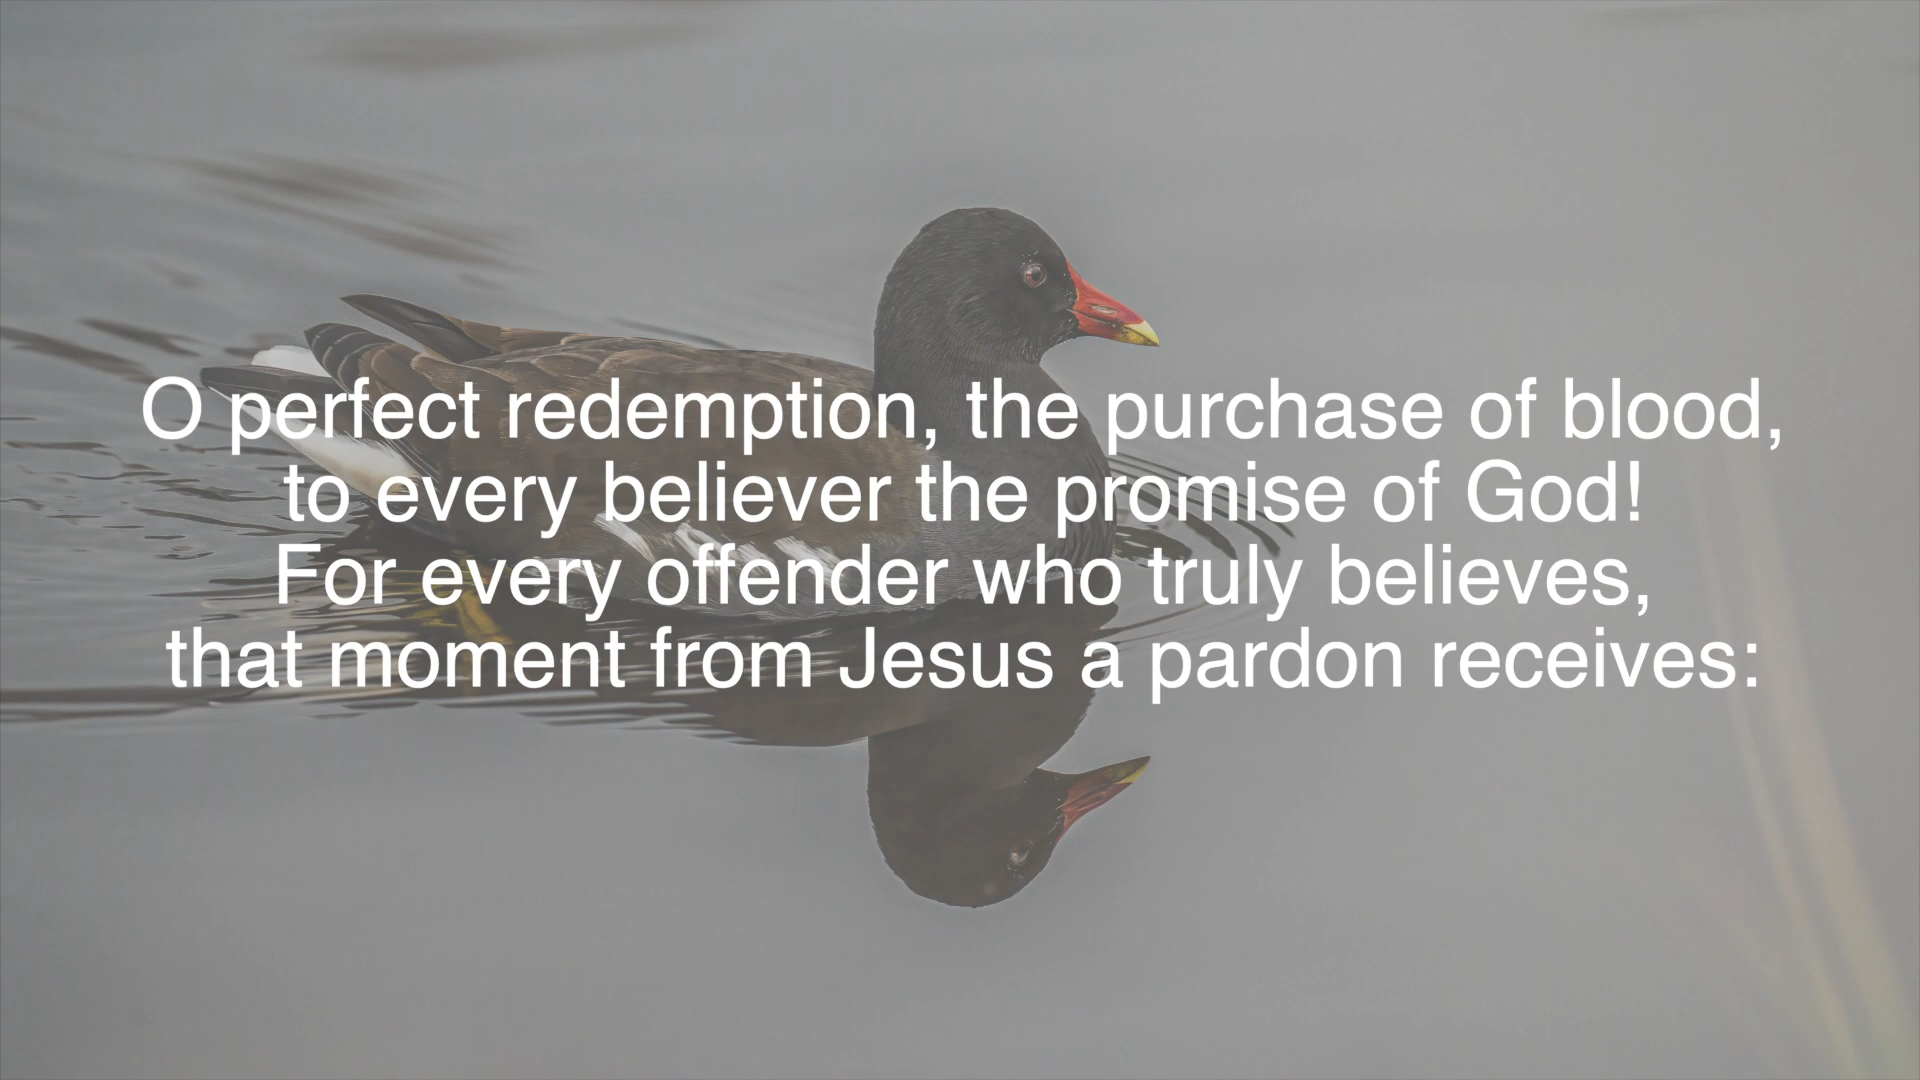 O perfect redemption, the purchase of blood,
to every believer the promise of God!
For every offender who truly believes,
that moment from Jesus a pardon receives: